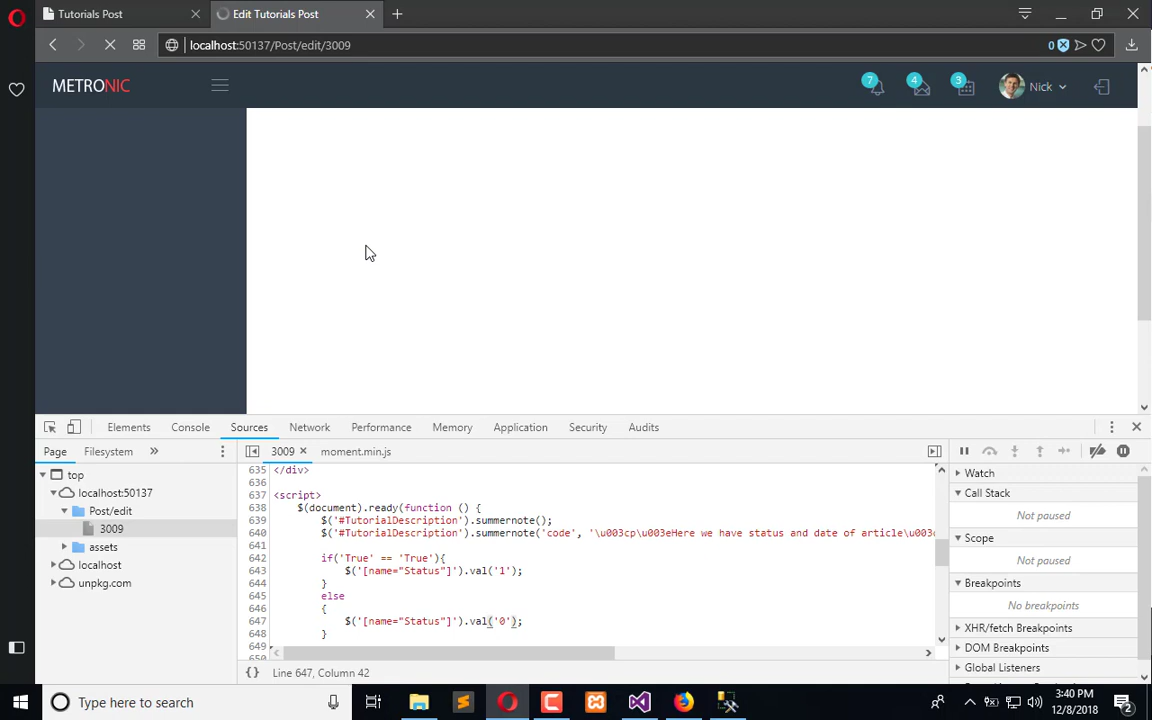 Tutorials Post
Edit Tutorials Post
localhost:50137/Post/edit/3009
0
METRONIC
7
4
3
Nick
Elements
Console
Sources
Network
Performance
Memory
Application
Security
Audits
Page
Filesystem
»
3009
moment.min.js
top
localhost:50137
Post/edit
3009
assets
localhost
unpkg.com
635 </div>
636
637 <script>
638 $(document).ready(function () {
639 $('#TutorialDescription').summernote();
640 $('#TutorialDescription').summernote('code', '\u003cp\u003eHere we have status and date of article\u003c
641
642 if('True' == 'True'){
643 $('[name="Status"]').val('1');
644 }
645 else
646 {
647 $('[name="Status"]').val('0');
648 }
649
650
{} Line 647, Column 42
Watch
Call Stack
Not paused
Scope
Not paused
Breakpoints
No breakpoints
XHR/fetch Breakpoints
DOM Breakpoints
Global Listeners
Type here to search
3:40 PM
12/8/2018
2